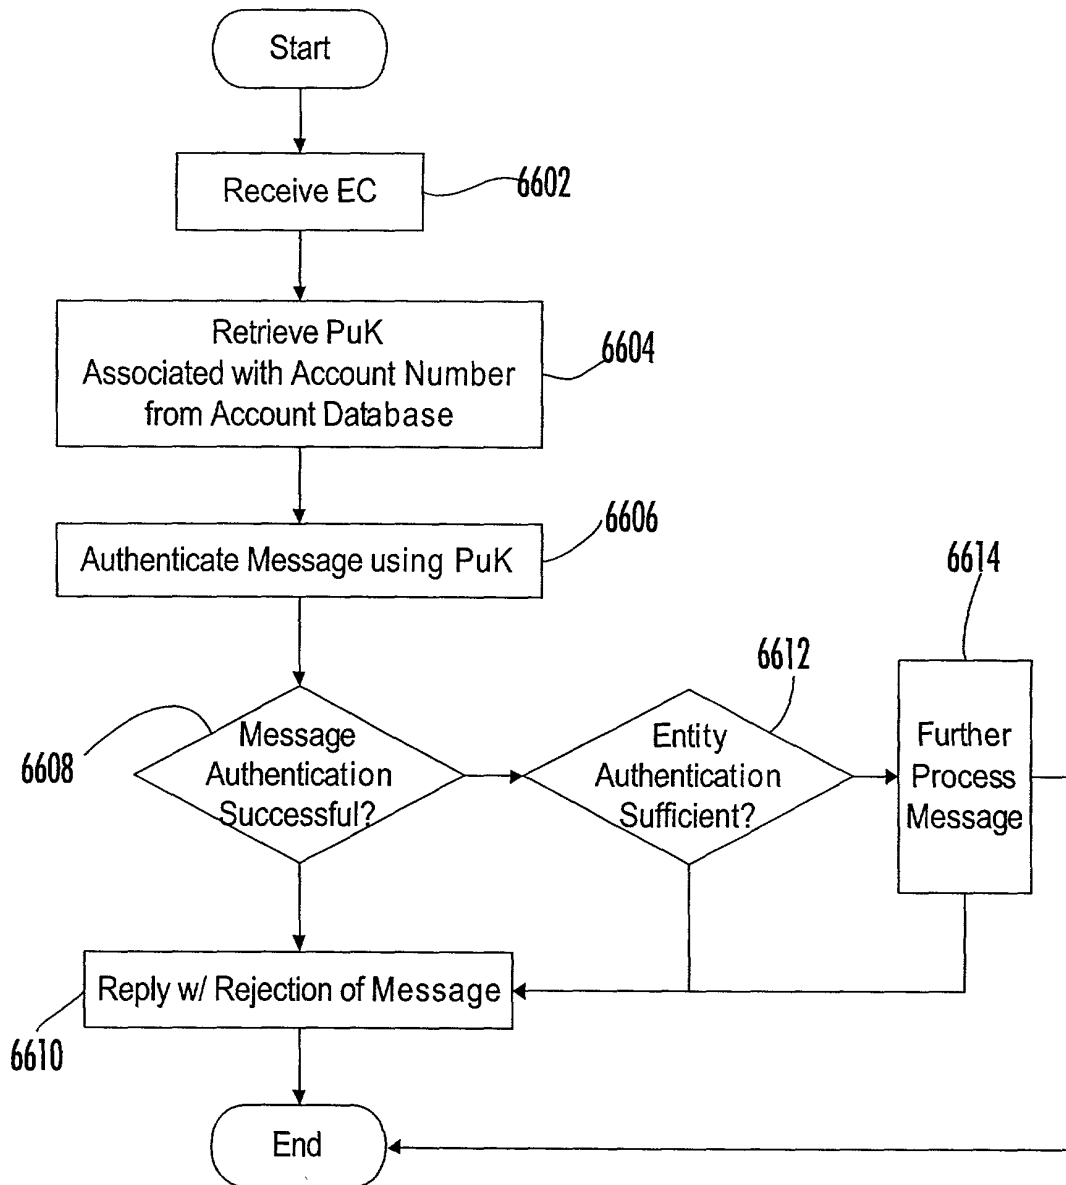 Start
Receive EC
6602
Retrieve PuK
Associated with Account Number
from Account Database
6604
Authenticate Message using PuK
6606
6614
6612
Message
Authentication
Successful?
6608
Entity
Authentication
Sufficient?
Further
Process
Message
Reply w/ Rejection of Message
6610
End